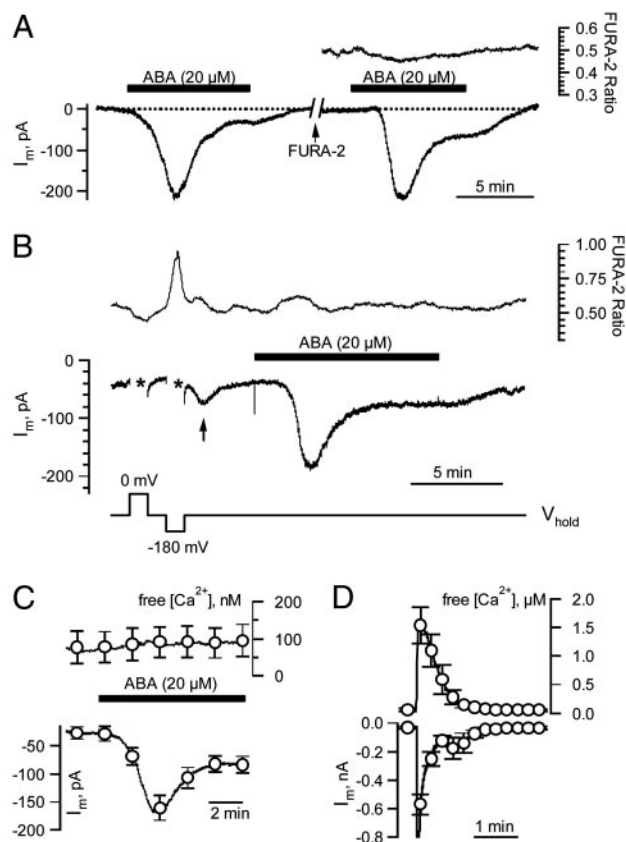 A
0.6
0.5
0.4
0.3
FURA-2 Ratio
ABA (20 µM)
ABA (20 µM)
0
-100
-200
Im, pA
FURA-2
5 min
B
1.00
0.75
0.50
FURA-2 Ratio
ABA (20 µM)
0
-100
-200
Im, pA
* *
5 min
0 mV
-180 mV
Vhold
C
free [Ca2+], nM
200
100
0
ABA (20 µM)
-50
-100
-150
-200
Im, pA
2 min
D
free [Ca2+], µM
2.0
1.5
1.0
0.5
0.0
0.0
-0.2
-0.4
-0.6
-0.8
Im, nA
1 min